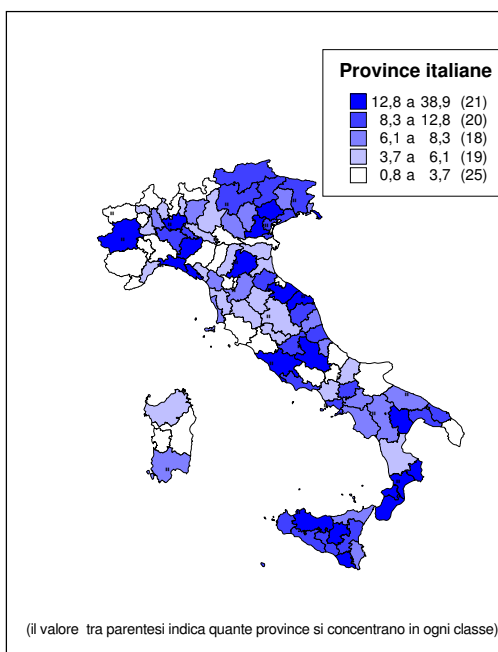 Province italiane
12,8 a 38,9 (21)
8,3 a 12,8 (20)
6,1 a 8,3 (18)
3,7 a 6,1 (19)
0,8 a 3,7 (25)
(il valore tra parentesi indica quante province si concentrano in ogni classe)